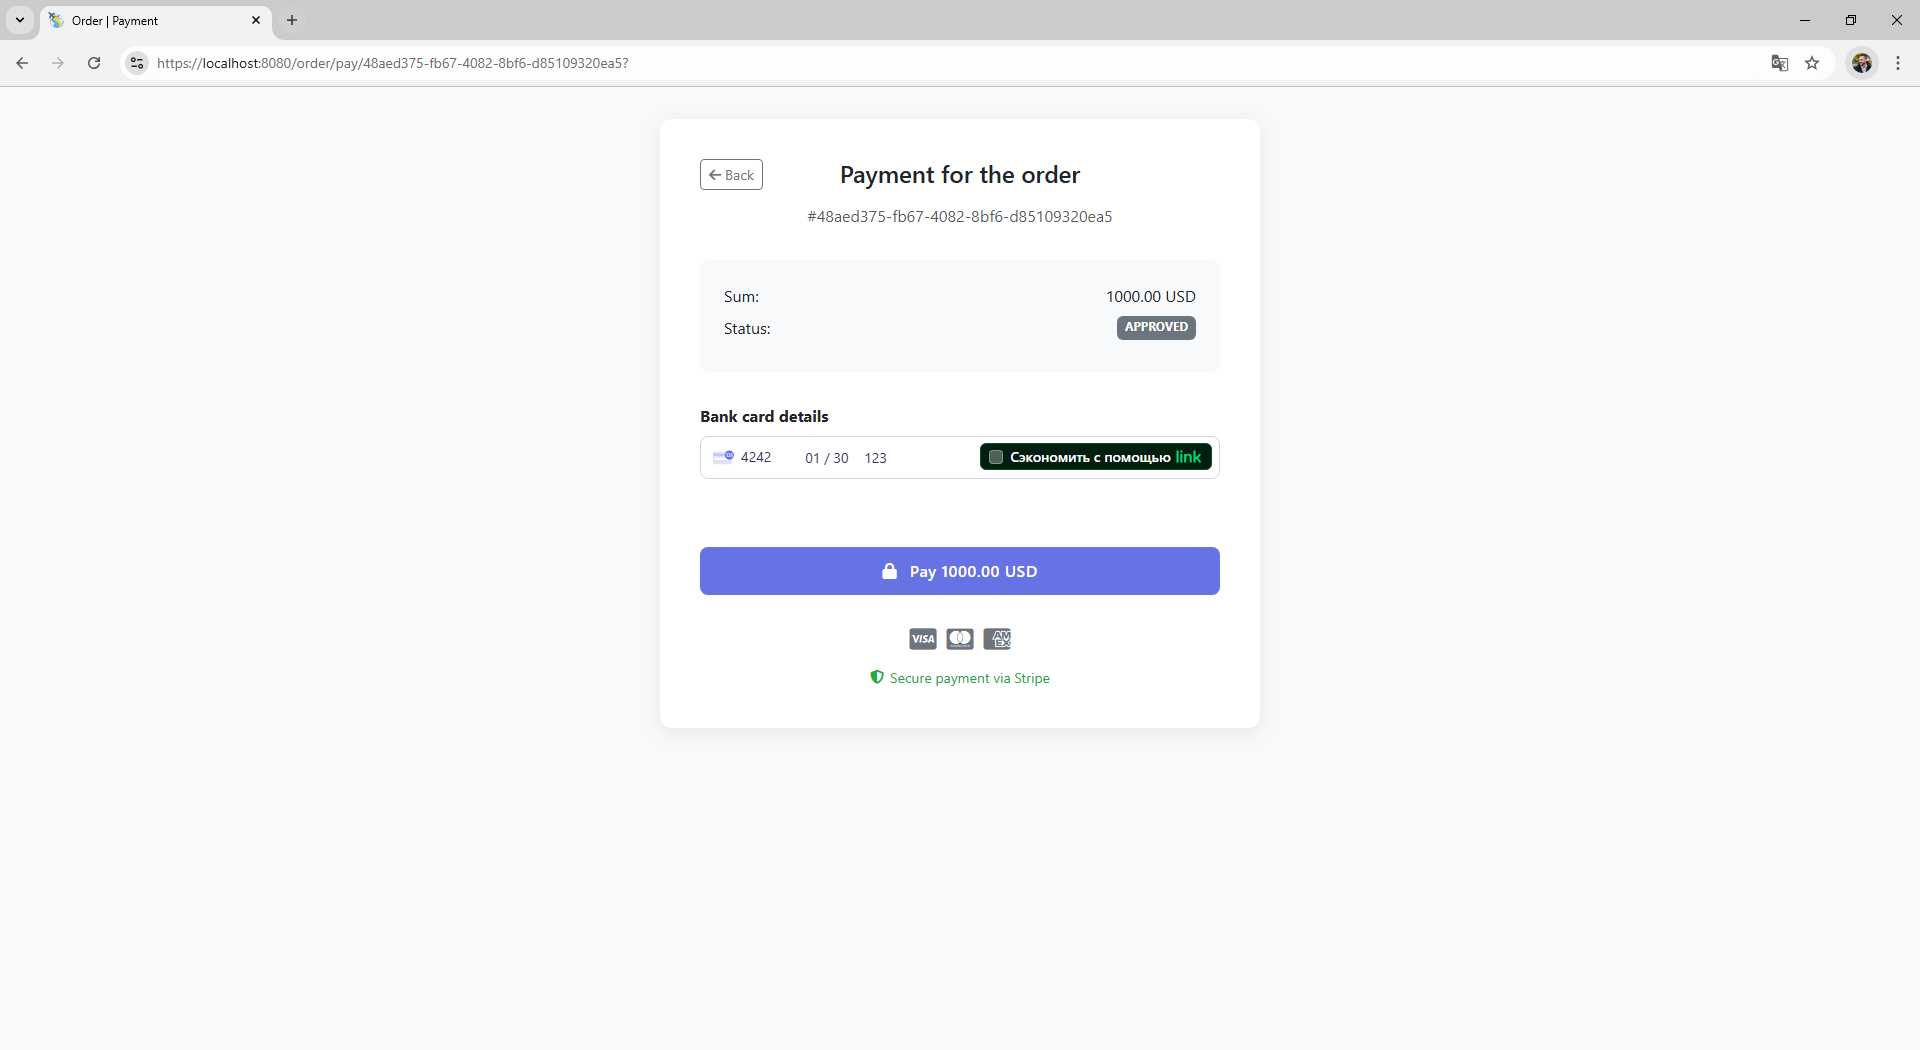 Order | Payment
https://localhost:8080/order/pay/48aed375-fb67-4082-8bf6-d85109320ea5?
Back
Payment for the order
#48aed375-fb67-4082-8bf6-d85109320ea5
Sum: 1000.00 USD
Status: APPROVED
Bank card details
4242 01 / 30 123 Сэкономить с помощью link
Pay 1000.00 USD
VISA AMEX
Secure payment via Stripe